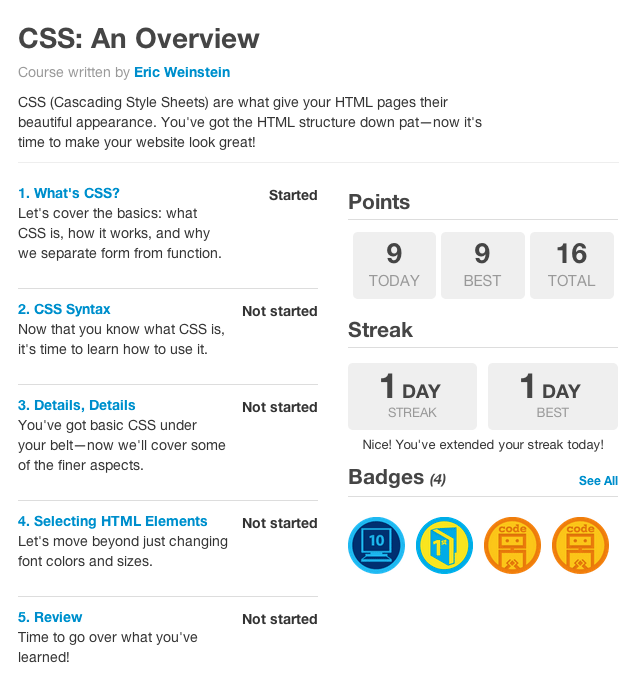 CSS: An Overview
Course written by Eric Weinstein
CSS (Cascading Style Sheets) are what give your HTML pages their
beautiful appearance. You've got the HTML structure down pat—now it's
time to make your website look great!
1. What's CSS?
Started
Let's cover the basics: what
CSS is, how it works, and why
we separate form from function.
2. CSS Syntax
Not started
Now that you know what CSS is,
it's time to learn how to use it.
3. Details, Details
Not started
You've got basic CSS under
your belt—now we'll cover some
of the finer aspects.
4. Selecting HTML Elements
Not started
Let's move beyond just changing
font colors and sizes.
5. Review
Not started
Time to go over what you've
learned!
Points
9 9 16
TODAY BEST TOTAL
Streak
1 DAY 1 DAY
STREAK BEST
Nice! You've extended your streak today!
Badges (4) See All
10
1st
code
code